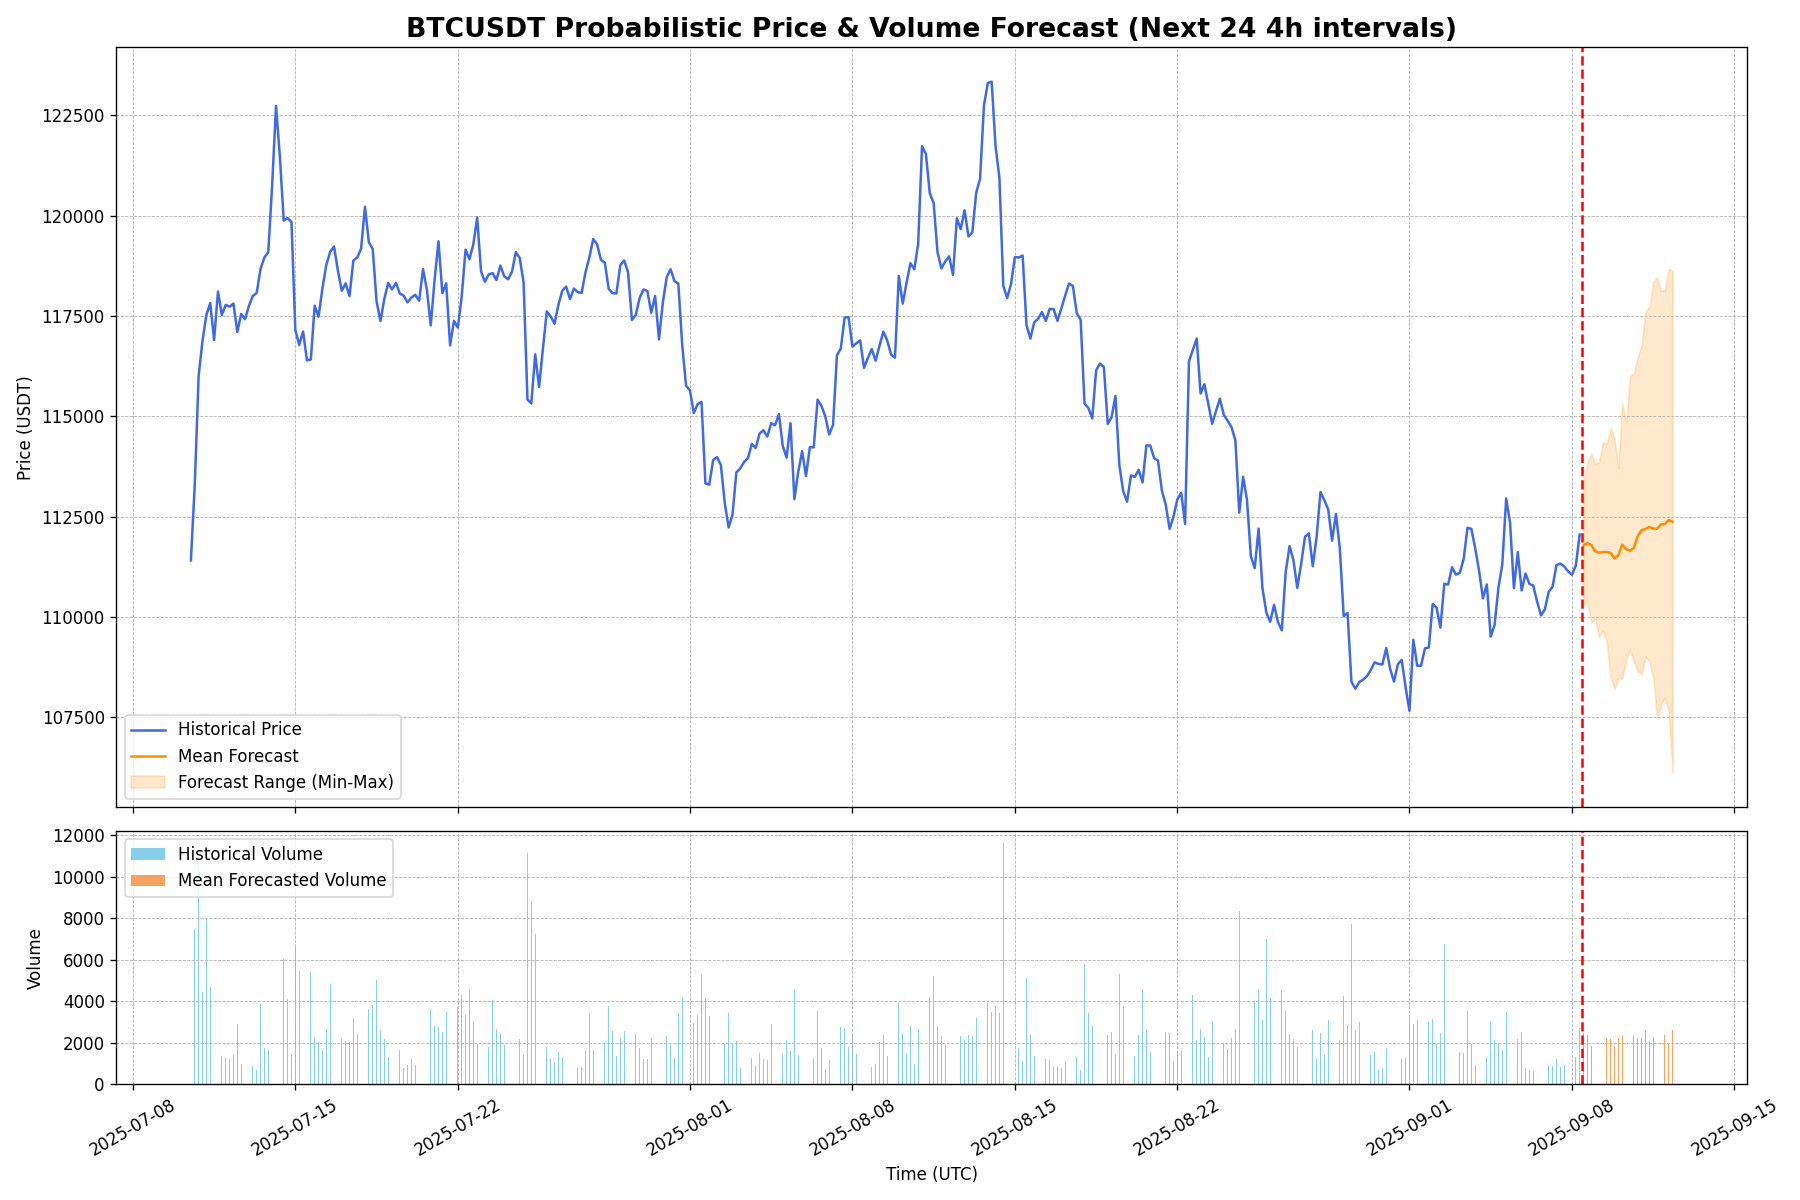 BTCUSDT Probabilistic Price & Volume Forecast (Next 24 4h intervals)
Price (USDT)
122500
120000
117500
115000
112500
110000
107500
Historical Price
Mean Forecast
Forecast Range (Min-Max)
Volume
12000
10000
8000
6000
4000
2000
0
Historical Volume
Mean Forecasted Volume
2025-07-08
2025-07-15
2025-07-22
2025-08-01
2025-08-08
2025-08-15
2025-08-22
2025-09-01
2025-09-08
2025-09-15
Time (UTC)